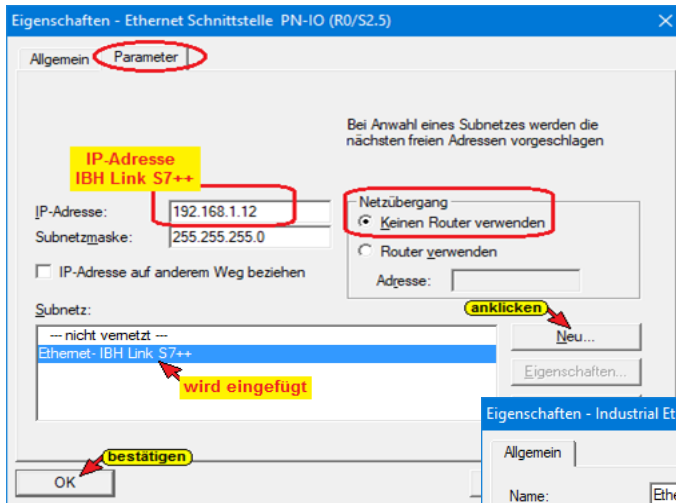 Eigenschaften - Ethernet Schnittstelle PN-IO (R0/S2.5)
Allgemein
Parameter
Bei Anwahl eines Subnetzes werden die
nächsten freien Adressen vorgeschlagen
IP-Adresse
IBH Link S7++
IP-Adresse:
192.168.1.12
Subnetzmaske:
255.255.255.0
IP-Adresse auf anderem Weg beziehen
Netzübergang
Keinen Router verwenden
Router verwenden
Adresse:
Subnetz:
anklicken
--- nicht vernetzt ---
Ethernet- IBH Link S7++
wird eingefügt
Neu...
Eigenschaften...
bestätigen
OK
Eigenschaften - Industrial Et
Allgemein
Name:
Ethe